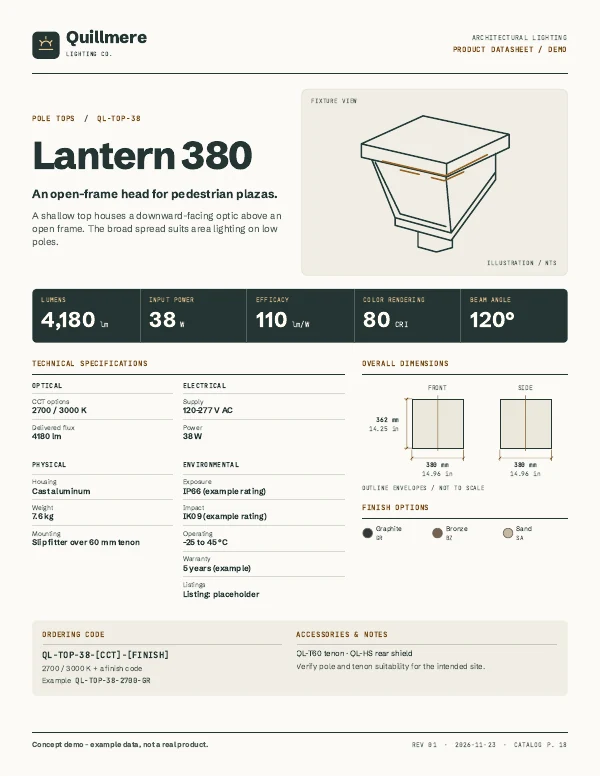 Quillmere
LIGHTING CO.
ARCHITECTURAL LIGHTING
PRODUCT DATASHEET / DEMO
POLE TOPS / QL-TOP-38
Lantern 380
An open-frame head for pedestrian plazas.
A shallow top houses a downward-facing optic above an
open frame. The broad spread suits area lighting on low
poles.
FIXTURE VIEW
ILLUSTRATION / NTS
LUMENS
4,180 lm
INPUT POWER
38 W
EFFICACY
110 lm/W
COLOR RENDERING
80 CRI
BEAM ANGLE
120°
TECHNICAL SPECIFICATIONS
OPTICAL
CCT options
2700 / 3000 K
Delivered flux
4180 lm
ELECTRICAL
Supply
120-277 V AC
Power
38 W
PHYSICAL
Housing
Cast aluminum
Weight
7.6 kg
Mounting
Slipfitter over 60 mm tenon
ENVIRONMENTAL
Exposure
IP66 (example rating)
Impact
IK09 (example rating)
Operating
-25 to 45 °C
Warranty
5 years (example)
Listings
Listing: placeholder
OVERALL DIMENSIONS
FRONT
SIDE
362 mm
14.25 in
380 mm
14.96 in
380 mm
14.96 in
OUTLINE ENVELOPES / NOT TO SCALE
FINISH OPTIONS
Graphite
GR
Bronze
BZ
Sand
SA
ORDERING CODE
QL-TOP-38-[CCT]-[FINISH]
2700 / 3000 K + a finish code
Example QL-TOP-38-2700-GR
ACCESSORIES & NOTES
QL-T60 tenon · QL-HS rear shield
Verify pole and tenon suitability for the intended site.
Concept demo - example data, not a real product.
REV 01 · 2026-11-23 · CATALOG P. 18